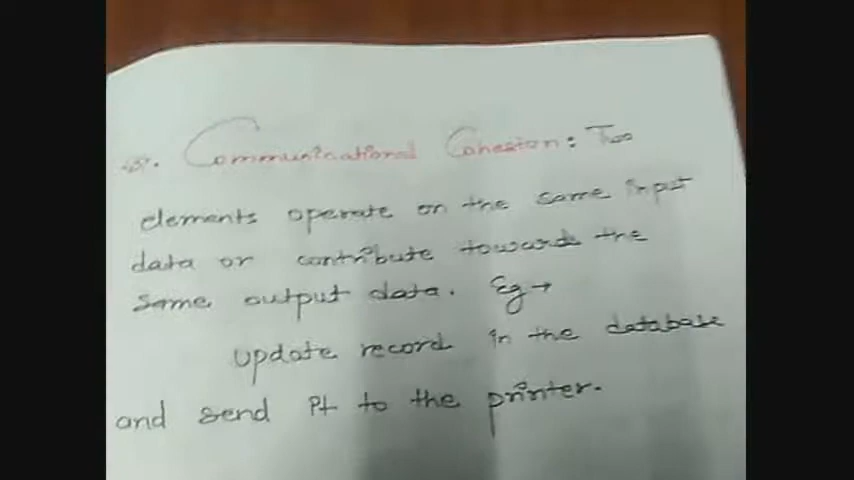 Communicational Cohesion: Two
elements operate on the same input
data or contribute towards the
same output data. Eg →
update record in the database
and send it to the printer.